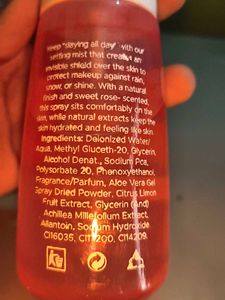 Keep "slaying all day" with our
setting mist that creates an
invisible shield over the skin to
protect makeup against rain,
snow, or shine. With a natural
finish and sweet rose- scented,
this spray sits comfortably on the
skin, while natural extracts keep the
skin hydrated and feeling like skin
Ingredients: Deionized Water/
Aqua, Methyl Gluceth-20, Glycerin,
Alcohol Denat., Sodium Pca,
Polysorbate 20, Phenoxyethanol,
Fragrance/Parfum, Aloe Vera Gel
Spray Dried Powder, Citrus Limon
Fruit Extract, Glycerin (and)
Achillea Millefolium Extract,
Allantoin, Sodium Hydroxide
CI16035, CIT200, CI14209.